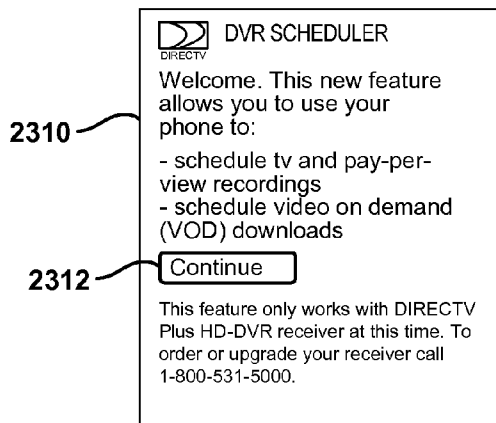 DVR SCHEDULER
DIRECTV
Welcome. This new feature
allows you to use your
phone to:
2310
- schedule tv and pay-per-
view recordings
- schedule video on demand
(VOD) downloads
Continue
2312
This feature only works with DIRECTV
Plus HD-DVR receiver at this time. To
order or upgrade your receiver call
1-800-531-5000.